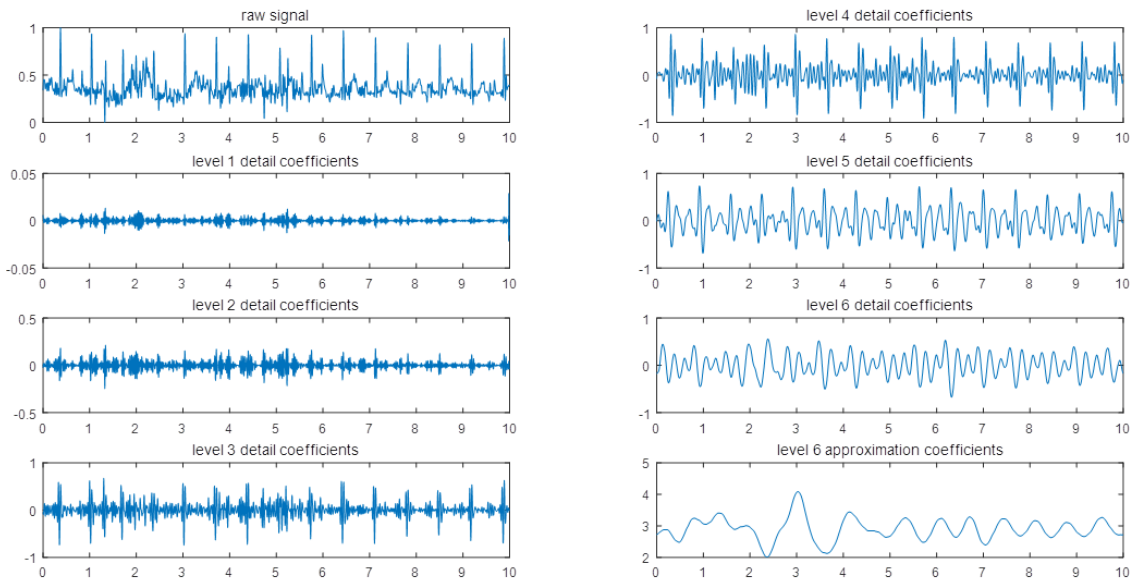 raw signal
1
0.5
0
0 1 2 3 4 5 6 7 8 9 10
level 1 detail coefficients
0.05
0
-0.05
0 1 2 3 4 5 6 7 8 9 10
level 2 detail coefficients
0.5
0
-0.5
0 1 2 3 4 5 6 7 8 9 10
level 3 detail coefficients
1
0
-1
0 1 2 3 4 5 6 7 8 9 10
level 4 detail coefficients
1
0
-1
0 1 2 3 4 5 6 7 8 9 10
level 5 detail coefficients
1
0
-1
0 1 2 3 4 5 6 7 8 9 10
level 6 detail coefficients
1
0
-1
0 1 2 3 4 5 6 7 8 9 10
level 6 approximation coefficients
5
4
3
2
0 1 2 3 4 5 6 7 8 9 10